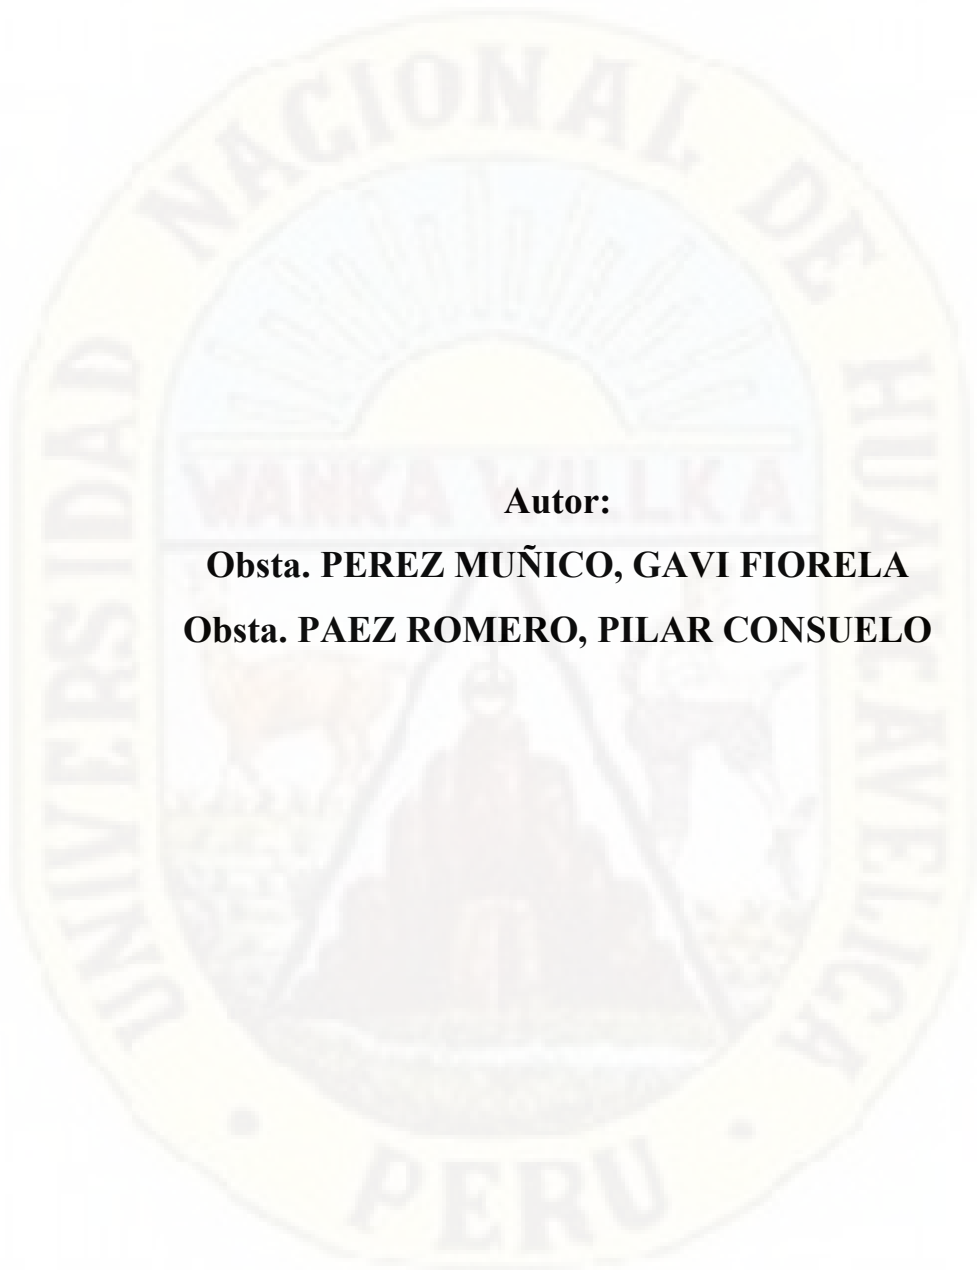 UNIVERSIDAD NACIONAL DE HUANCAVELICA
WANKA WILLKA
Autor:
Obsta. PEREZ MUÑICO, GAVI FIORELA
Obsta. PAEZ ROMERO, PILAR CONSUELO
PERU